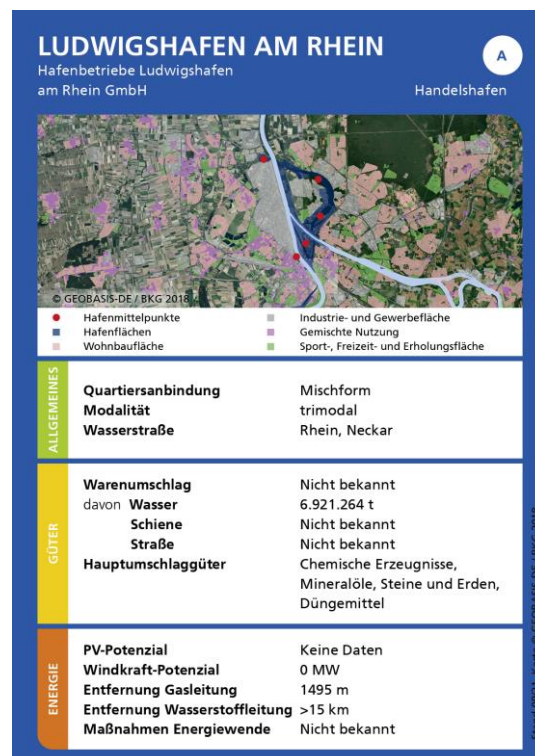 LUDWIGSHAFEN AM RHEIN
A
Hafenbetriebe Ludwigshafen
am Rhein GmbH
Handelshafen
© GEOBASIS-DE / BKG 2018
Hafenmittelpunkte
Hafenflächen
Wohnbaufläche
Industrie- und Gewerbefläche
Gemischte Nutzung
Sport-, Freizeit- und Erholungsfläche
ALLGEMEINES
Quartiersanbindung Mischform
Modalität trimodal
Wasserstraße Rhein, Neckar
GÜTER
Warenumschlag Nicht bekannt
davon Wasser 6.921.264 t
Schiene Nicht bekannt
Straße Nicht bekannt
Hauptumschlaggüter Chemische Erzeugnisse,
Mineralöle, Steine und Erden,
Düngemittel
ENERGIE
PV-Potenzial Keine Daten
Windkraft-Potenzial 0 MW
Entfernung Gasleitung 1495 m
Entfernung Wasserstoffleitung >15 km
Maßnahmen Energiewende Nicht bekannt